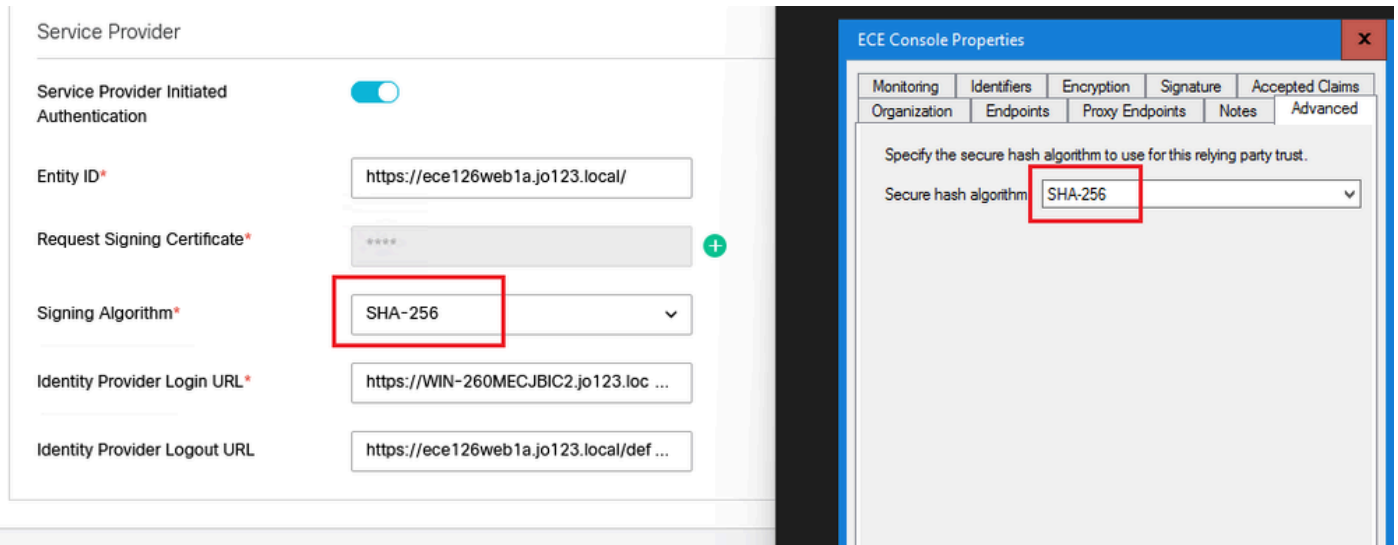 Service Provider
Service Provider Initiated
Authentication
Entity ID*
https://ece126web1a.jo123.local/
Request Signing Certificate*
****
Signing Algorithm*
SHA-256
Identity Provider Login URL*
https://WIN-260MECJBIC2.jo123.loc ...
Identity Provider Logout URL
https://ece126web1a.jo123.local/def ...
ECE Console Properties
x
Monitoring
Identifiers
Encryption
Signature
Accepted Claims
Organization
Endpoints
Proxy Endpoints
Notes
Advanced
Specify the secure hash algorithm to use for this relying party trust.
Secure hash algorithm
SHA-256